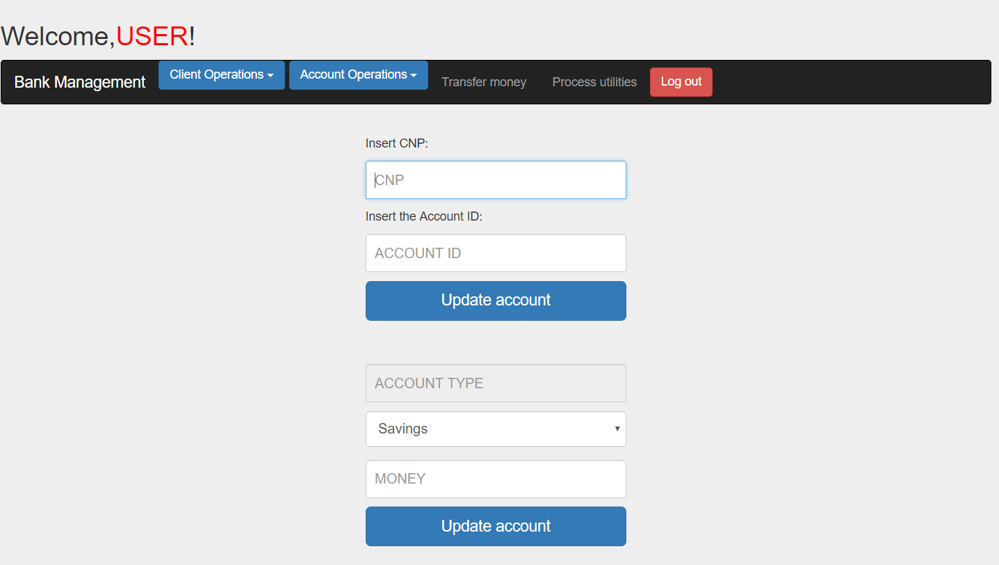 Welcome,USER!
Bank Management Client Operations Account Operations Transfer money Process utilities Log out
Insert CNP:
CNP
Insert the Account ID:
ACCOUNT ID
Update account
ACCOUNT TYPE
Savings
MONEY
Update account